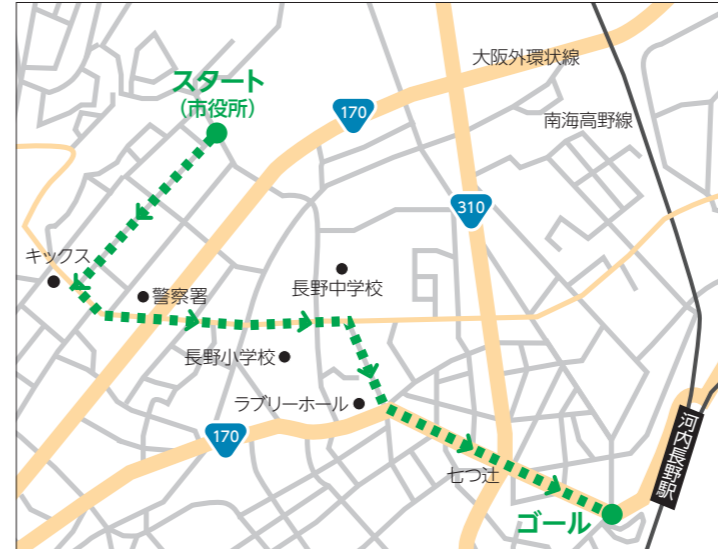 スタート
(市役所)
大阪外環状線
170
南海高野線
310
キックス
警察署
長野中学校
長野小学校
ラブリーホール
170
七つ辻
河内長野駅
ゴール